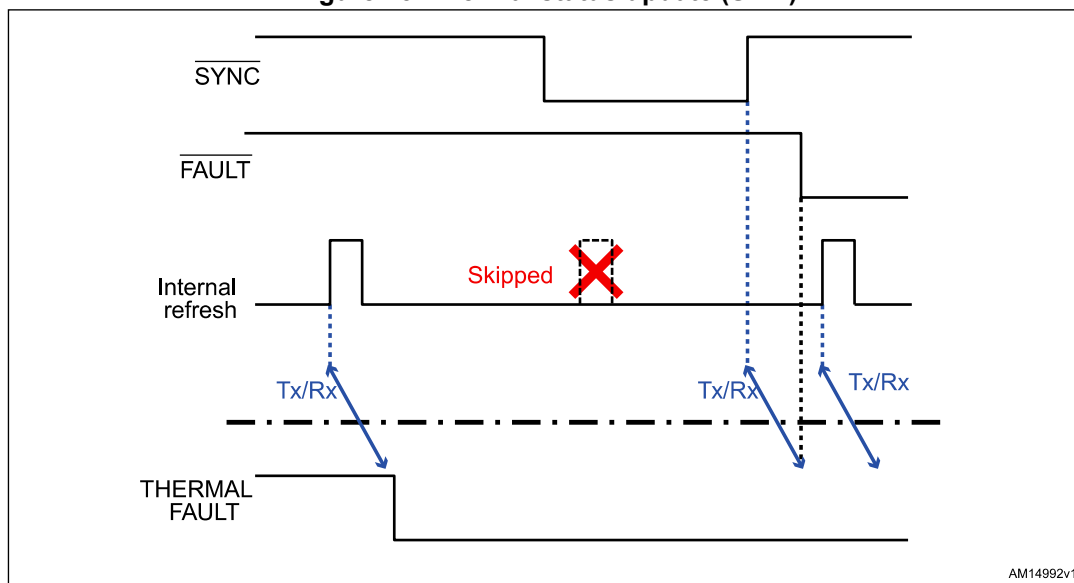 SYNC
FAULT
Skipped
Internal
refresh
Tx/Rx
Tx/Rx
Tx/Rx
THERMAL
FAULT
AM14992v1